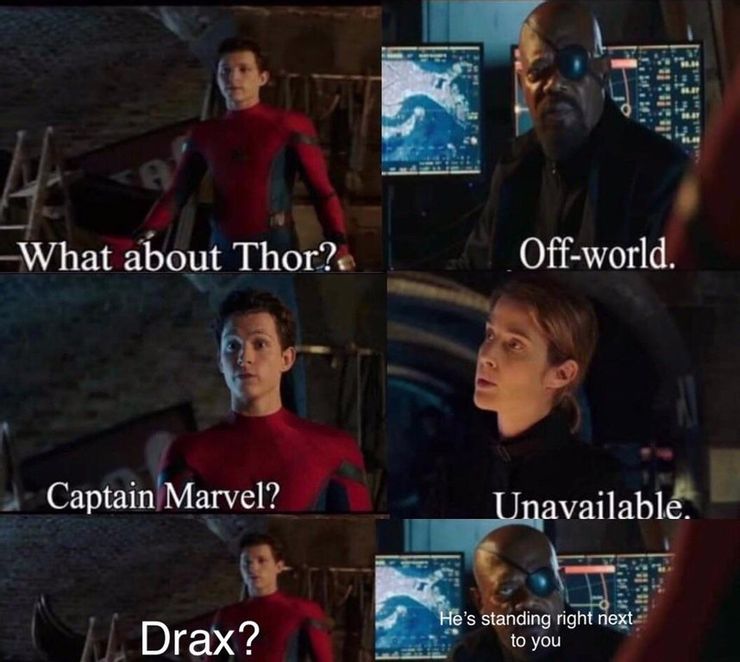 What about Thor?
Off-world.
Captain Marvel?
Unavailable.
Drax?
He's standing right next
to you